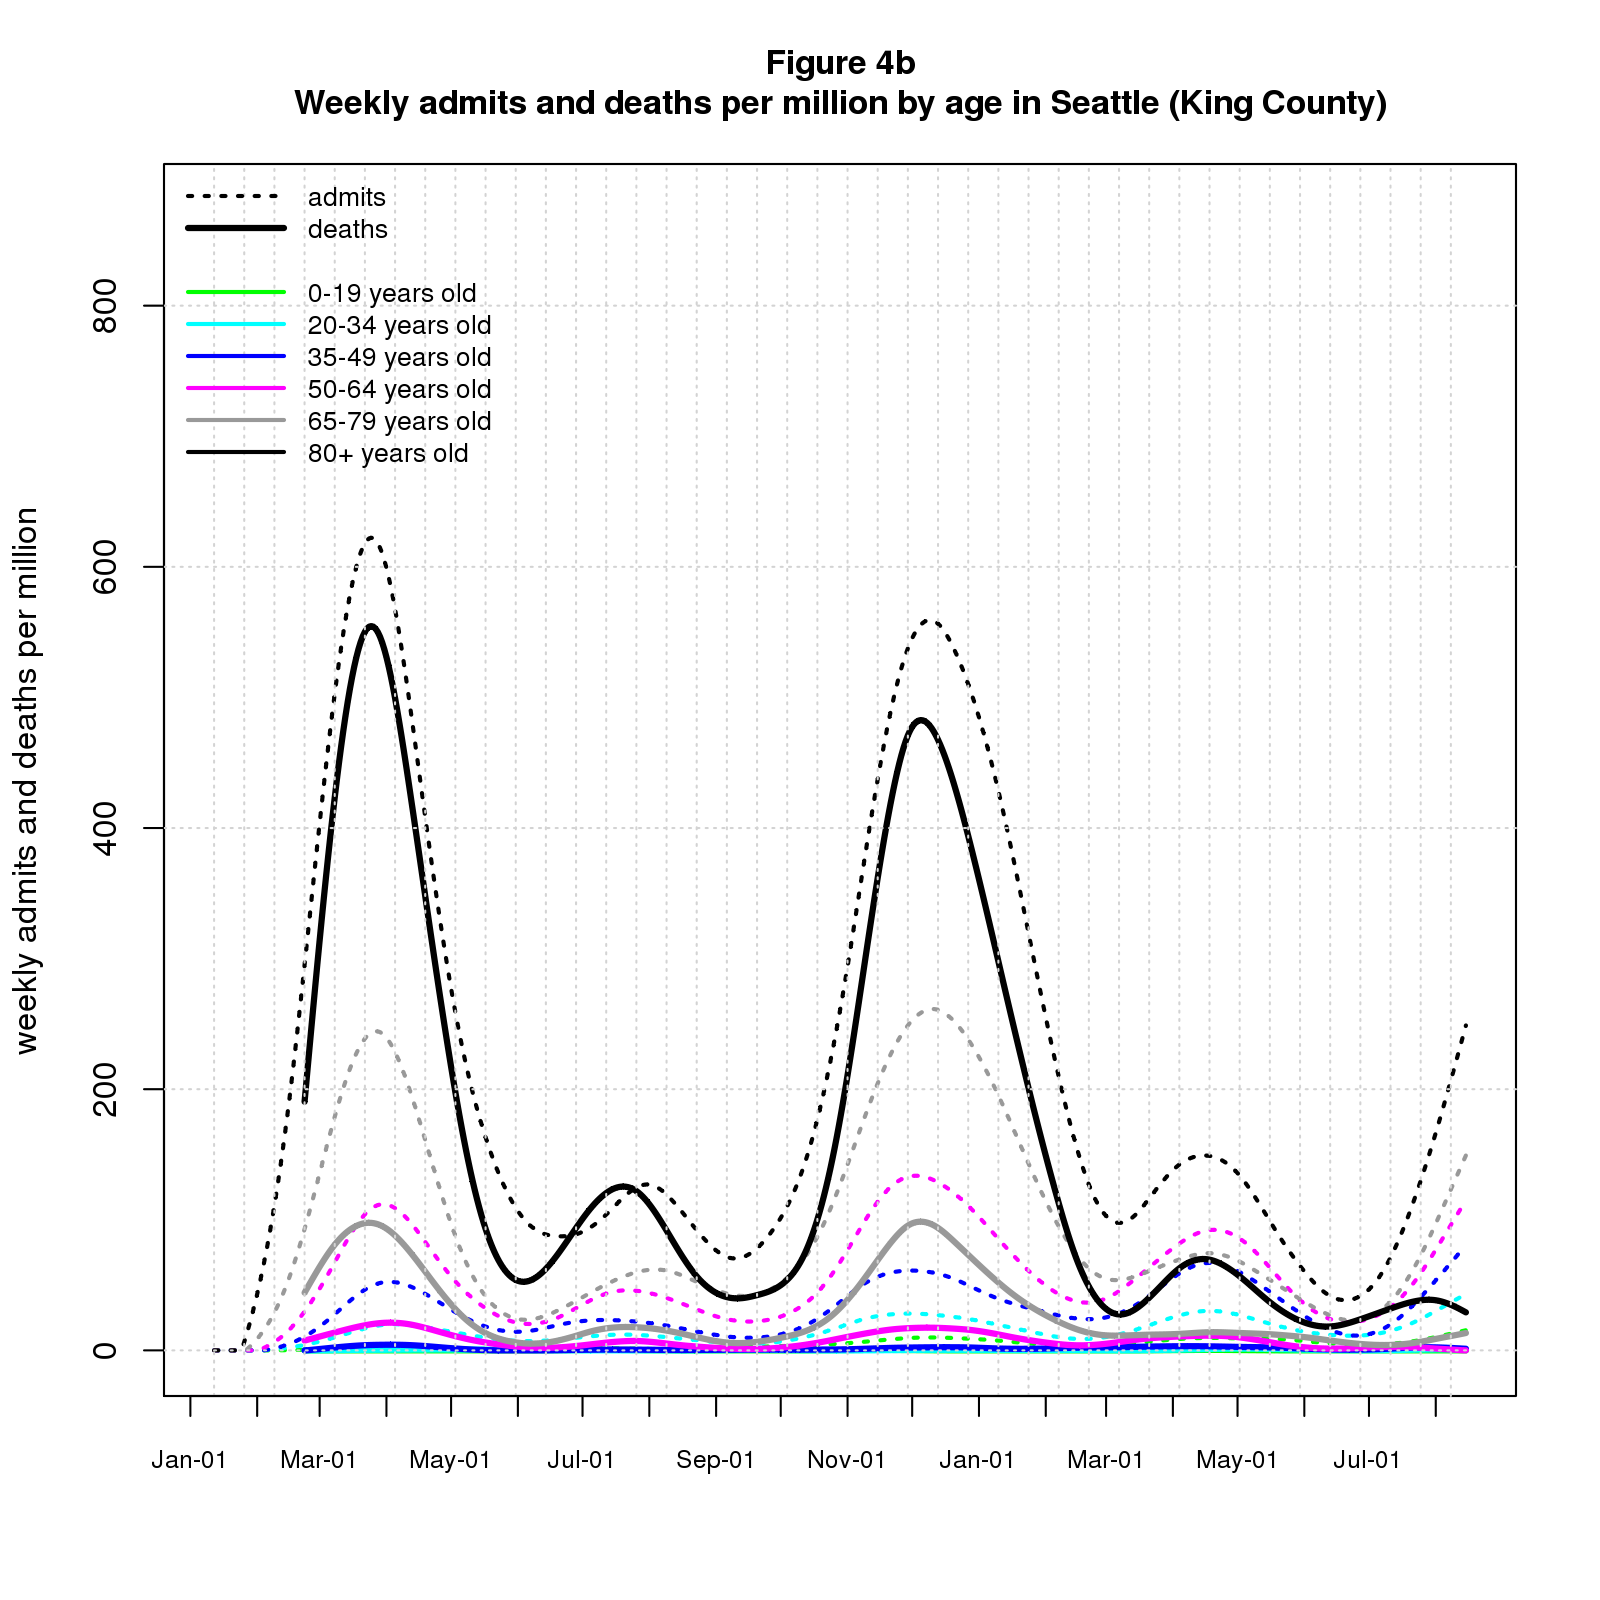 Figure 4b
Weekly admits and deaths per million by age in Seattle (King County)
admits
deaths
0-19 years old
20-34 years old
35-49 years old
50-64 years old
65-79 years old
80+ years old
weekly admits and deaths per million
800
600
400
200
0
Jan-01 Mar-01 May-01 Jul-01 Sep-01 Nov-01 Jan-01 Mar-01 May-01 Jul-01